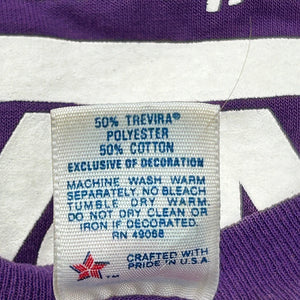 50% TREVIRA®
POLYESTER
50% COTTON
EXCLUSIVE OF DECORATION
MACHINE WASH WARM
SEPARATELY. NO BLEACH
TUMBLE DRY WARM.
DO NOT DRY CLEAN OR
IRON IF DECORATED.
RN 49068
CRAFTED WITH
PRIDE IN U.S.A